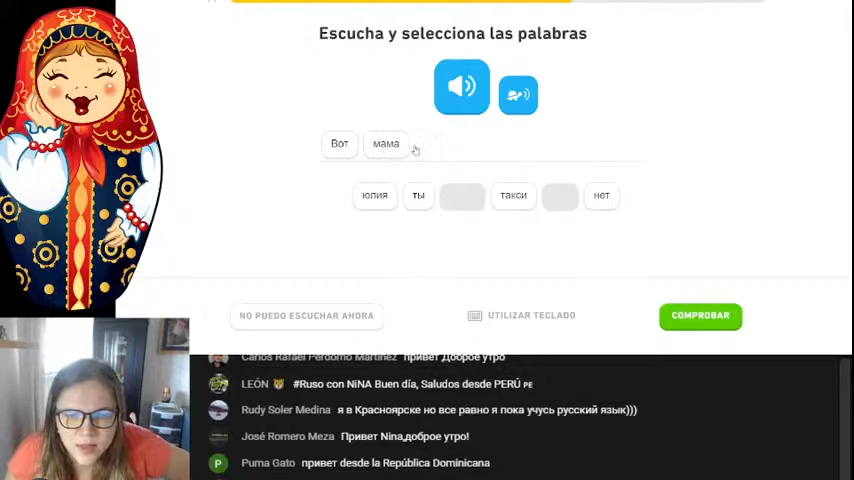 Escucha y selecciona las palabras
Вот мама
юлия ты такси нет
NO PUEDO ESCUCHAR AHORA
UTILIZAR TECLADO
COMPROBAR
Carlos Rafael Perdomo Martinez привет Доброе утро
LEÓN 🐯 #Ruso con NiNA Buen día, Saludos desde PERÚ PE
Rudy Soler Medina я в Красноярске но все равно я пока учусь русский язык)))
José Romero Meza Привет Nina,доброе утро!
P Puma Gato привет desde la República Dominicana